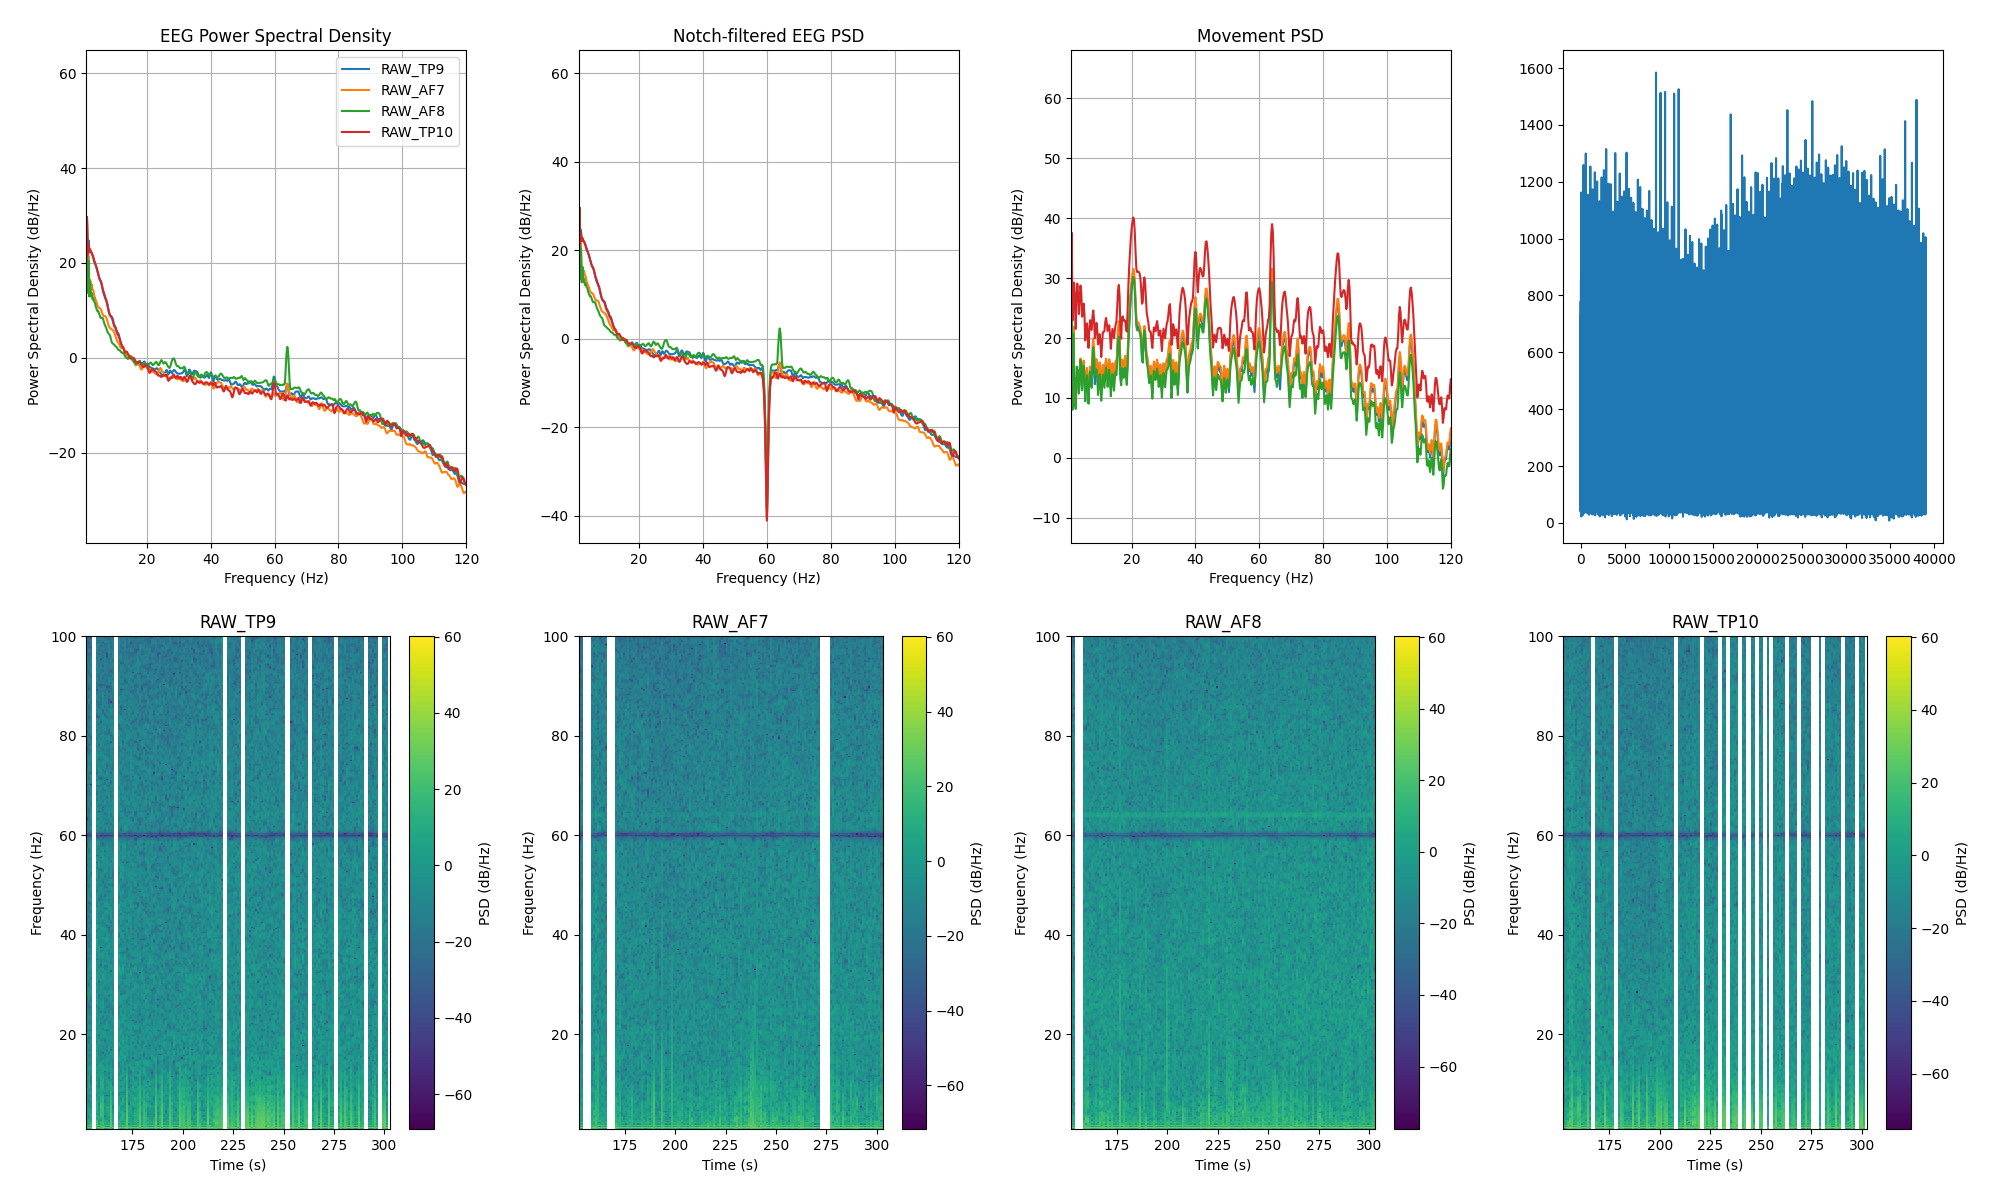 EEG Power Spectral Density
Power Spectral Density (dB/Hz)
60
40
20
0
−20
RAW_TP9
RAW_AF7
RAW_AF8
RAW_TP10
20 40 60 80 100 120
Frequency (Hz)
Notch-filtered EEG PSD
Power Spectral Density (dB/Hz)
60
40
20
0
−20
−40
20 40 60 80 100 120
Frequency (Hz)
Movement PSD
Power Spectral Density (dB/Hz)
60
50
40
30
20
10
0
−10
20 40 60 80 100 120
Frequency (Hz)
1600
1400
1200
1000
800
600
400
200
0
0 5000 10000 15000 20000 25000 30000 35000 40000
RAW_TP9
Frequency (Hz)
100
80
60
40
20
175 200 225 250 275 300
Time (s)
60
40
20
0
−20
−40
−60
PSD (dB/Hz)
RAW_AF7
Frequency (Hz)
100
80
60
40
20
175 200 225 250 275 300
Time (s)
60
40
20
0
−20
−40
−60
PSD (dB/Hz)
RAW_AF8
Frequency (Hz)
100
80
60
40
20
175 200 225 250 275 300
Time (s)
60
40
20
0
−20
−40
−60
PSD (dB/Hz)
RAW_TP10
Frequency (Hz)
100
80
60
40
20
175 200 225 250 275 300
Time (s)
60
40
20
0
−20
−40
−60
PSD (dB/Hz)